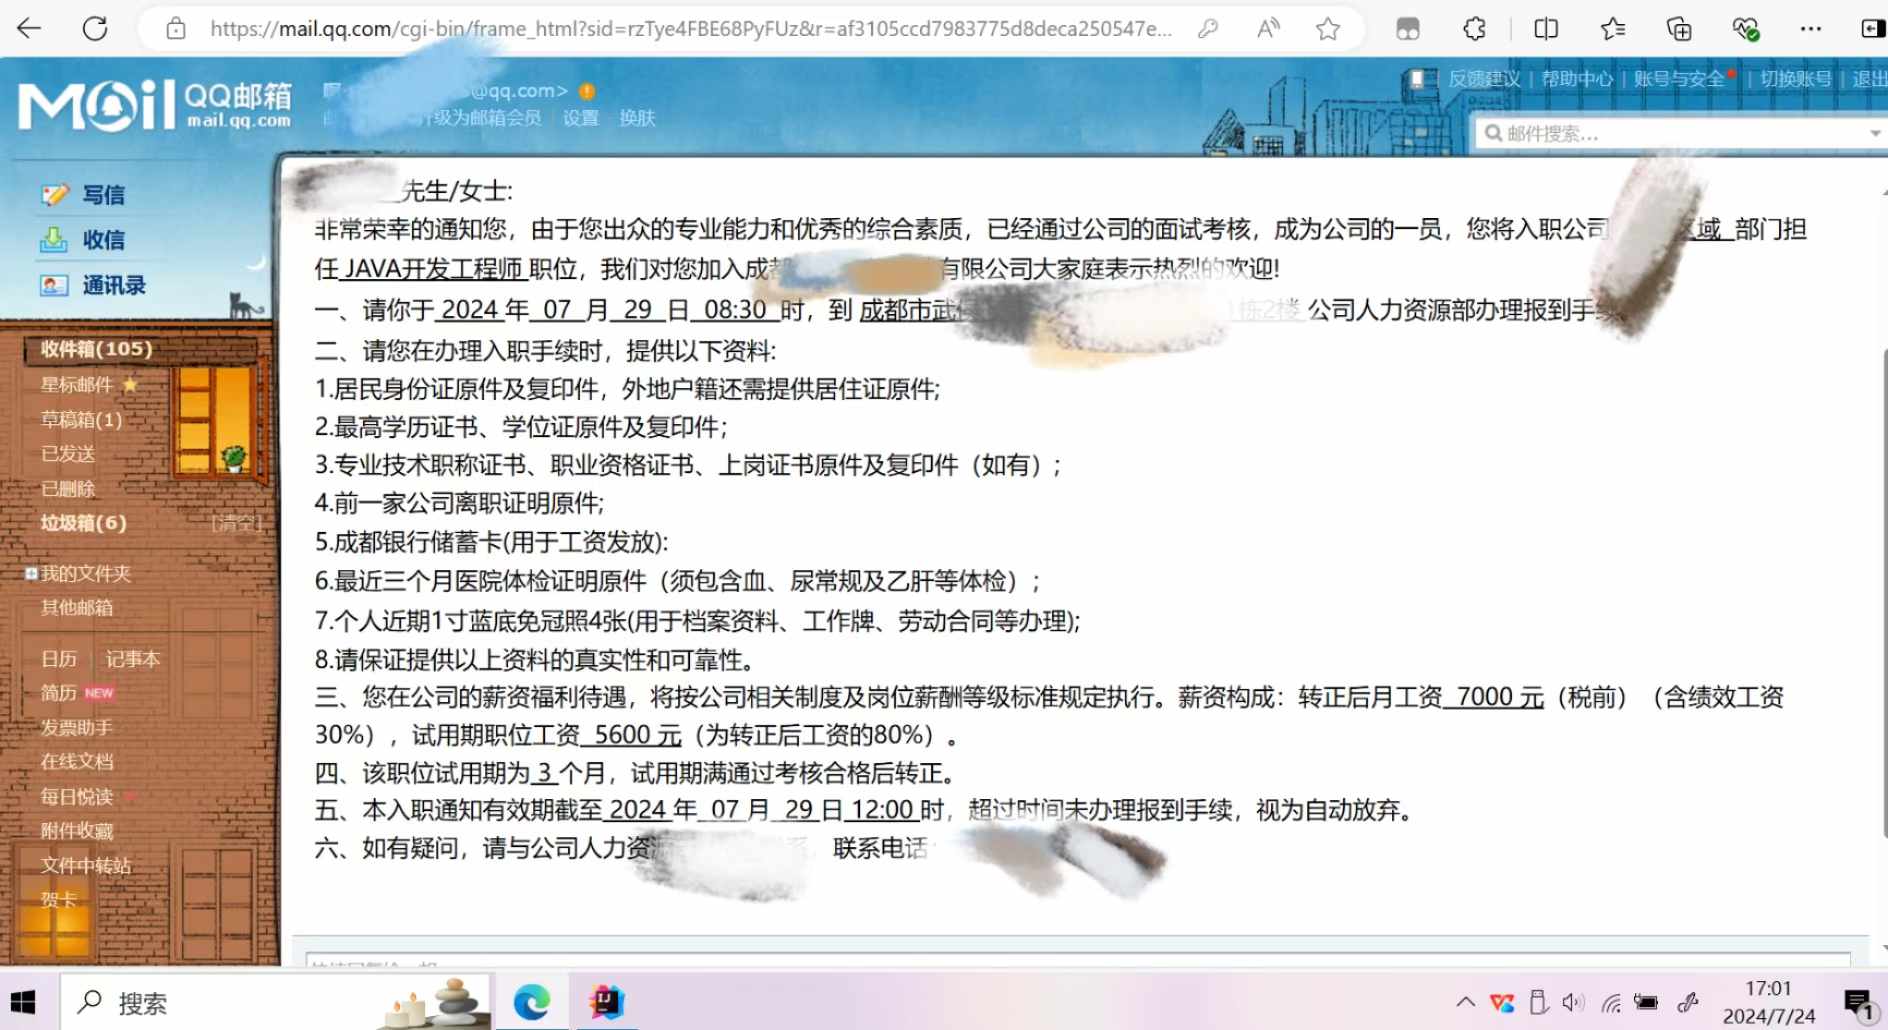 https://mail.qq.com/cgi-bin/frame_html?sid=rzTye4FBE68PyFUz&r=af3105ccd7983775d8deca250547e...
Mail QQ邮箱
mail.qq.com
@qq.com>
级为邮箱会员 设置 换肤
反馈建议 | 帮助中心 | 账号与安全 | 切换账号 | 退出
邮件搜索...
写信
收信
通讯录
收件箱(105)
星标邮件
草稿箱(1)
已发送
已删除
垃圾箱(6) [清空]
我的文件夹
其他邮箱
日历 | 记事本
简历 NEW
发票助手
在线文档
每日悦读
附件收藏
文件中转站
贺卡
先生/女士:
非常荣幸的通知您，由于您出众的专业能力和优秀的综合素质，已经通过公司的面试考核，成为公司的一员，您将入职公司 区域 部门担
任 JAVA开发工程师 职位，我们对您加入成都 有限公司大家庭表示热烈的欢迎!
一、请你于 2024 年 07 月 29 日 08:30 时，到 成都市武侯 栋2楼 公司人力资源部办理报到手续
二、请您在办理入职手续时，提供以下资料:
1.居民身份证原件及复印件，外地户籍还需提供居住证原件;
2.最高学历证书、学位证原件及复印件；
3.专业技术职称证书、职业资格证书、上岗证书原件及复印件（如有）;
4.前一家公司离职证明原件;
5.成都银行储蓄卡(用于工资发放):
6.最近三个月医院体检证明原件（须包含血、尿常规及乙肝等体检）;
7.个人近期1寸蓝底免冠照4张(用于档案资料、工作牌、劳动合同等办理);
8.请保证提供以上资料的真实性和可靠性。
三、您在公司的薪资福利待遇，将按公司相关制度及岗位薪酬等级标准规定执行。薪资构成：转正后月工资 7000 元（税前）（含绩效工资
30%），试用期职位工资 5600 元（为转正后工资的80%）。
四、该职位试用期为 3 个月，试用期满通过考核合格后转正。
五、本入职通知有效期截至 2024 年 07 月 29 日 12:00 时，超过时间未办理报到手续，视为自动放弃。
六、如有疑问，请与公司人力资源 系，联系电话
搜索
17:01
2024/7/24
1